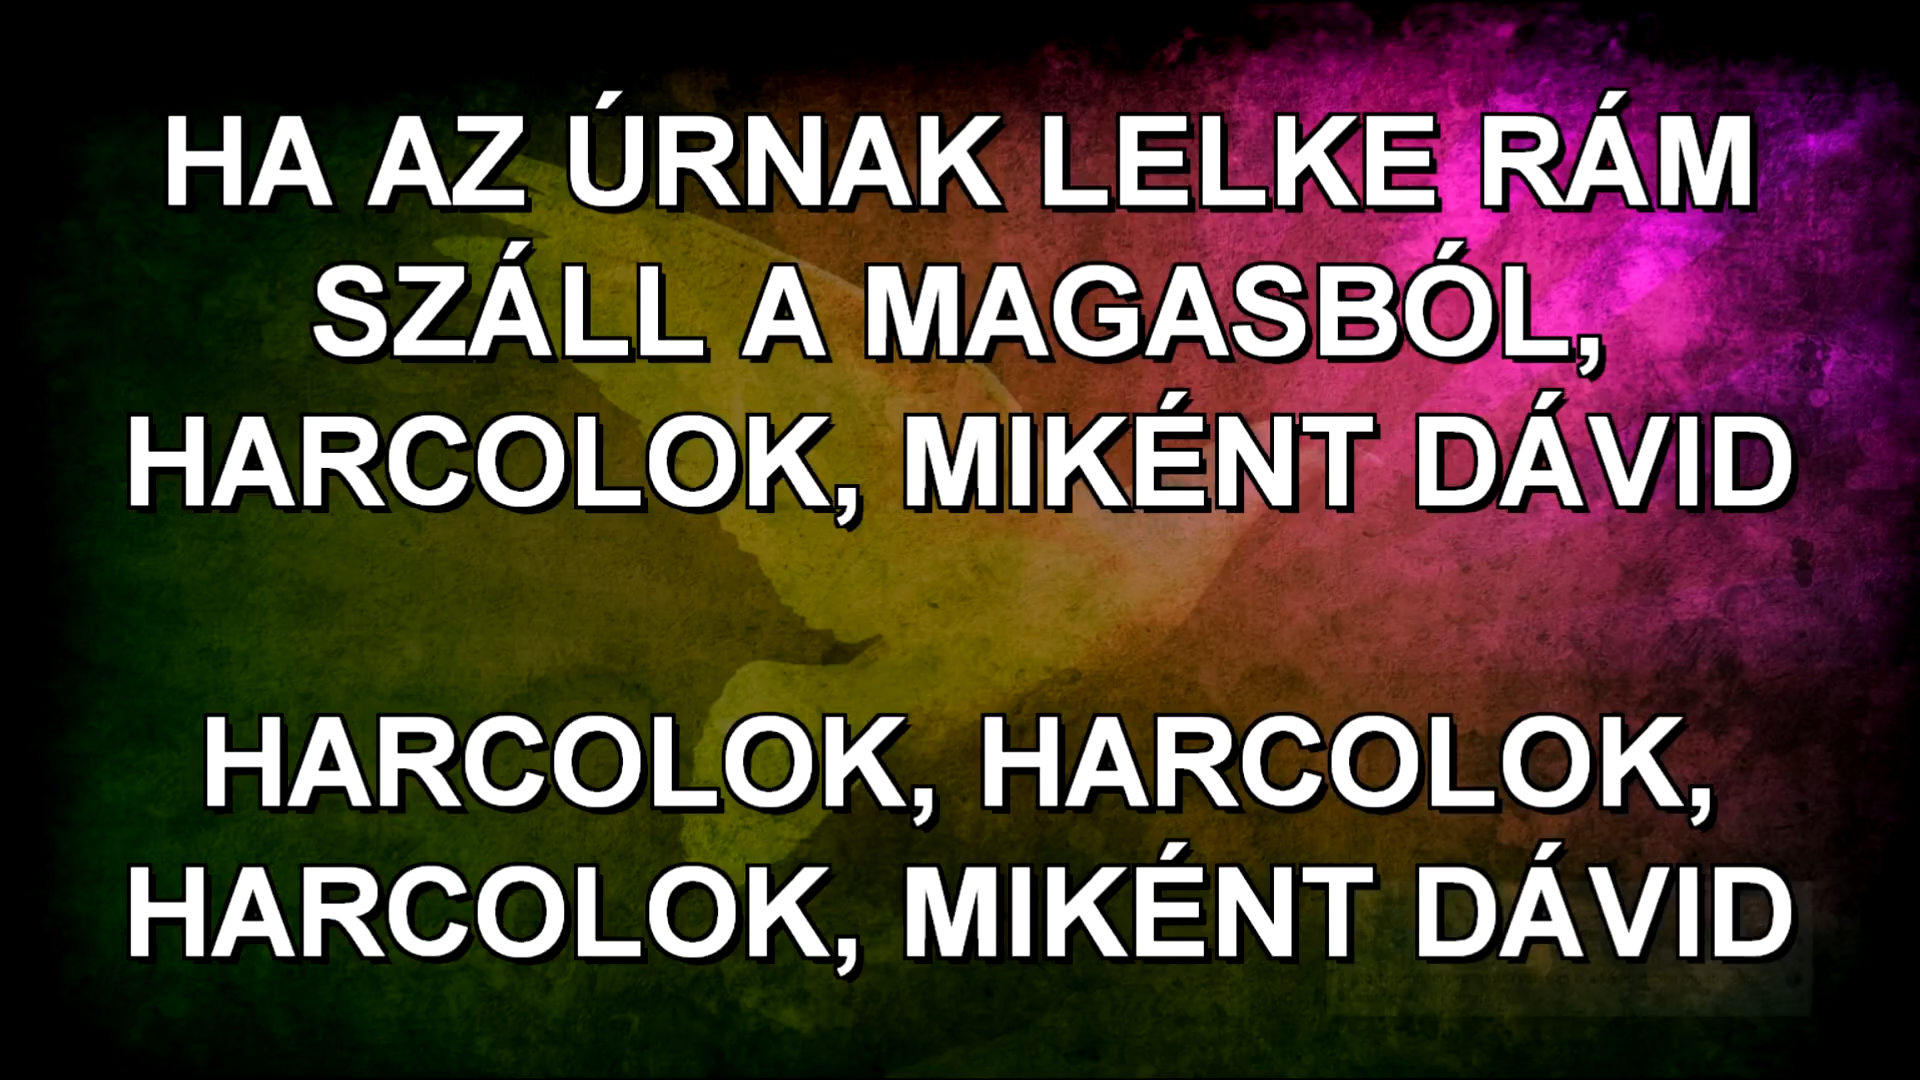 HA AZ ÚRNAK LELKE RÁM
SZÁLL A MAGASBÓL,
HARCOLOK, MIKÉNT DÁVID
HARCOLOK, HARCOLOK,
HARCOLOK, MIKÉNT DÁVID